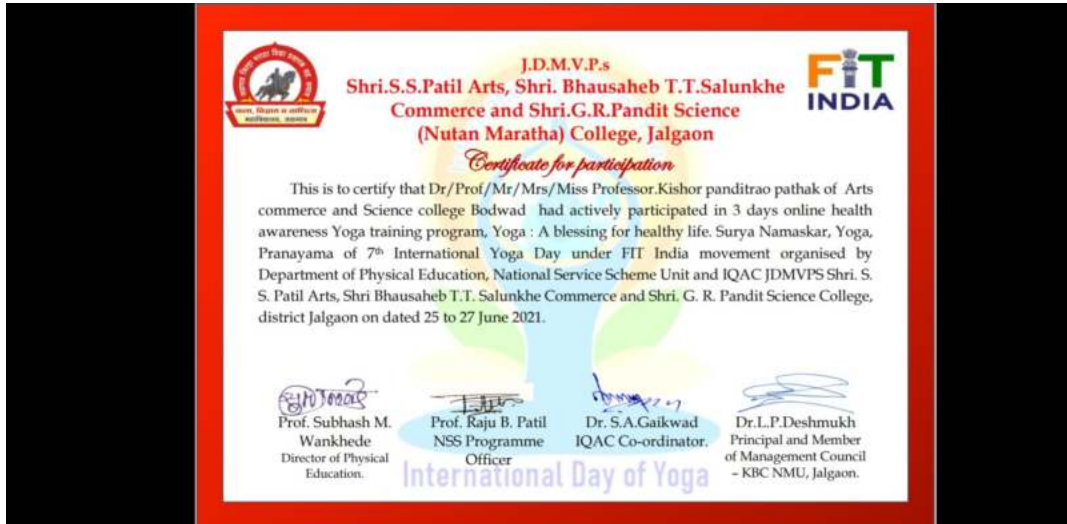 J.D.M.V.P.s
Shri.S.S.Patil Arts, Shri. Bhausaheb T.T.Salunkhe
Commerce and Shri.G.R.Pandit Science
(Nutan Maratha) College, Jalgaon
FIT
INDIA
Certificate for participation
This is to certify that Dr/Prof/Mr/Mrs/Miss Professor.Kishor panditrao pathak of Arts
commerce and Science college Bodwad had actively participated in 3 days online health
awareness Yoga training program, Yoga : A blessing for healthy life. Surya Namaskar, Yoga,
Pranayama of 7th International Yoga Day under FIT India movement organised by
Department of Physical Education, National Service Scheme Unit and IQAC JDMVPS Shri. S.
S. Patil Arts, Shri Bhausaheb T.T. Salunkhe Commerce and Shri. G. R. Pandit Science College,
district Jalgaon on dated 25 to 27 June 2021.
Prof. Subhash M.
Wankhede
Director of Physical
Education.
Prof. Raju B. Patil
NSS Programme
Officer
Dr. S.A.Gaikwad
IQAC Co-ordinator.
Dr.L.P.Deshmukh
Principal and Member
of Management Council
– KBC NMU, Jalgaon.
International Day of Yoga